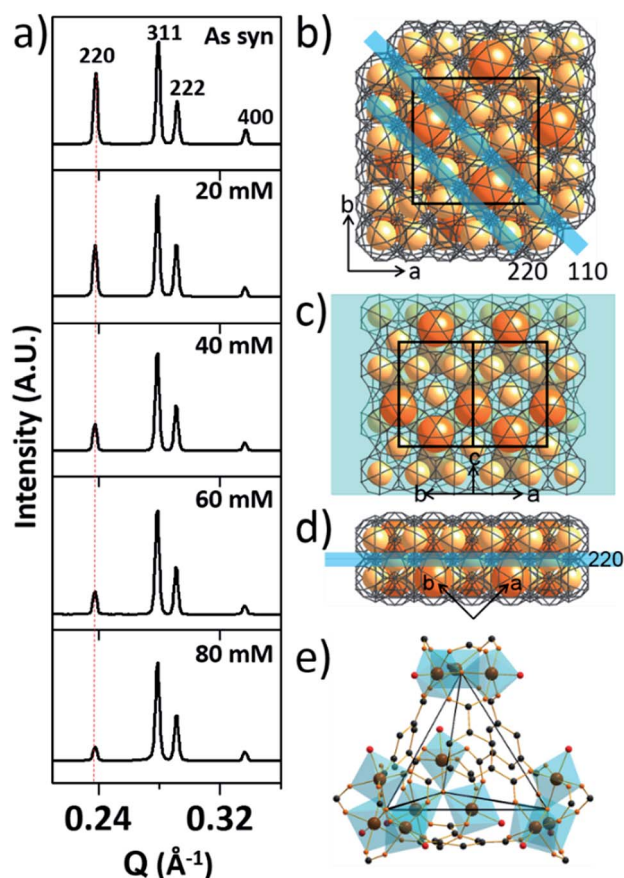 a)
As syn
220
311
222
400
20 mM
40 mM
60 mM
80 mM
Intensity (A.U.)
0.24
0.32
Q (Å⁻¹)
b)
b
a
220
110
c)
c
b
a
d)
b
a
220
e)